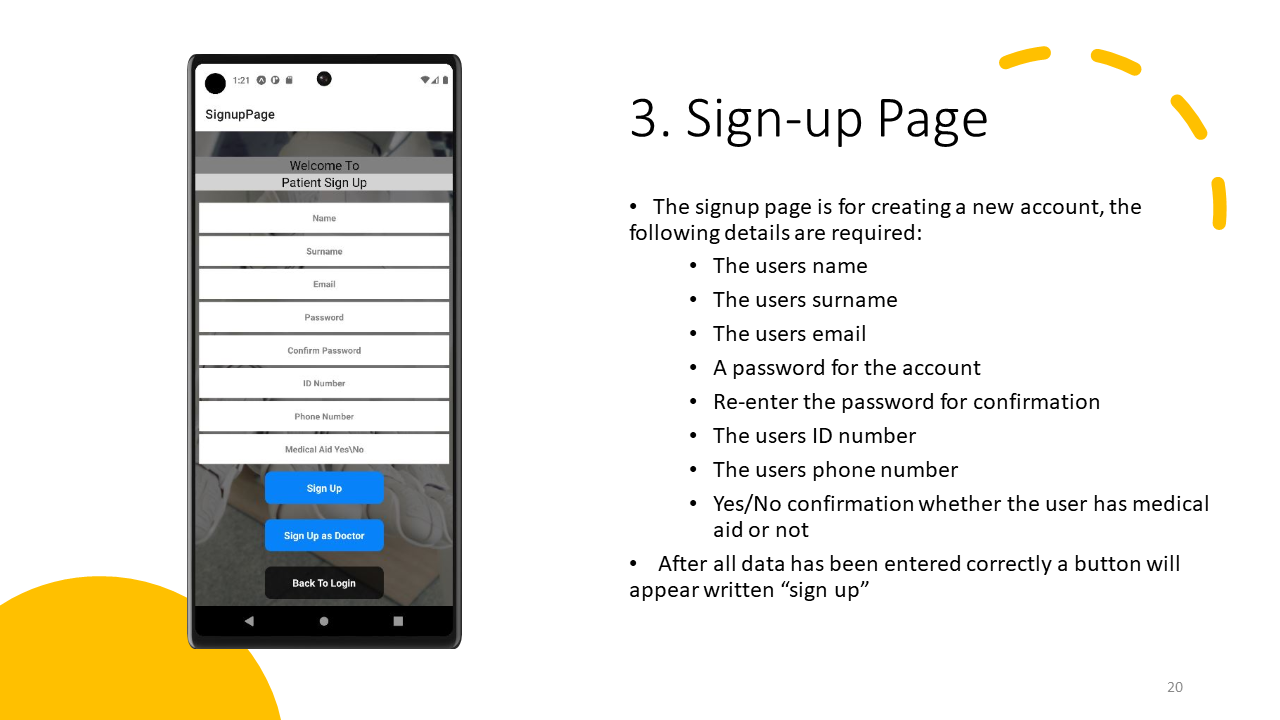 1:21
SignupPage
Welcome To
Patient Sign Up
Name
Surname
Email
Password
Confirm Password
ID Number
Phone Number
Medical Aid Yes\No
Sign Up
Sign Up as Doctor
Back To Login
3. Sign-up Page
• The signup page is for creating a new account, the
following details are required:
• The users name
• The users surname
• The users email
• A password for the account
• Re-enter the password for confirmation
• The users ID number
• The users phone number
• Yes/No confirmation whether the user has medical
aid or not
• After all data has been entered correctly a button will
appear written “sign up”
20